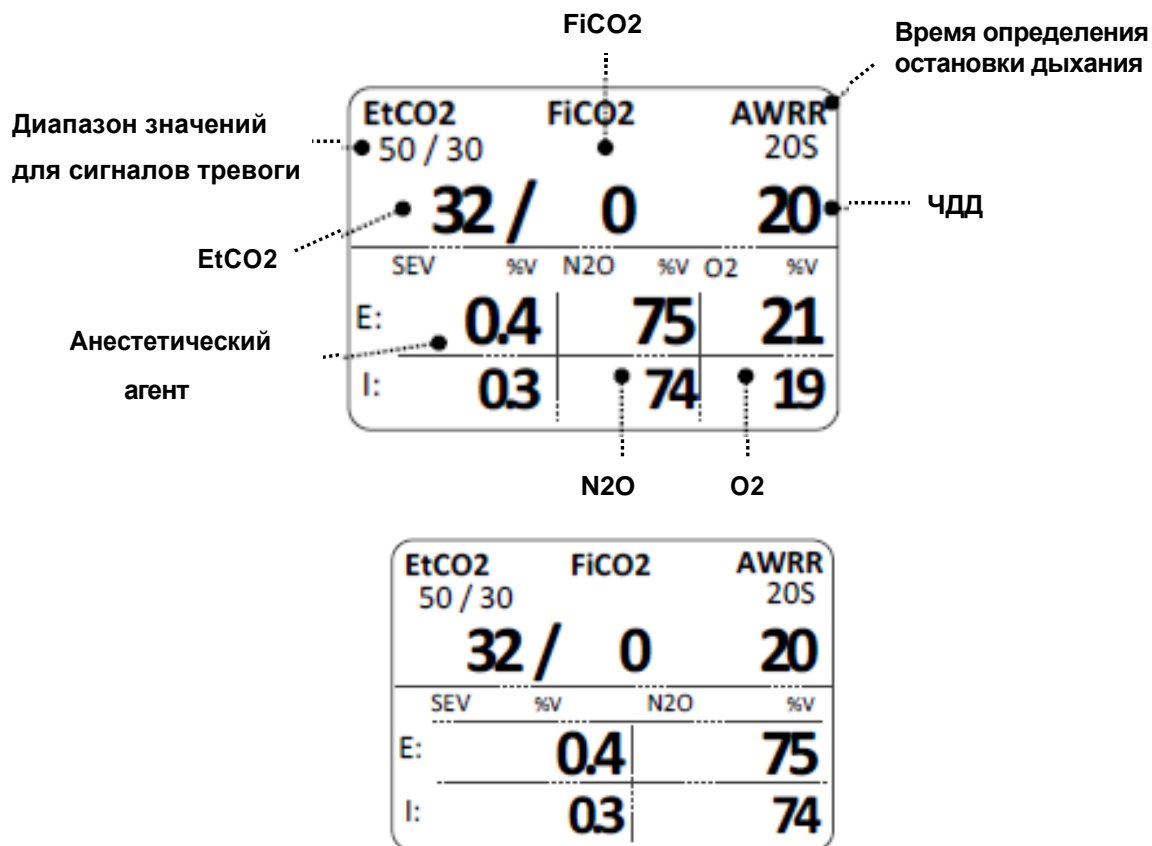 FiCO2
Время определения
остановки дыхания
Диапазон значений
для сигналов тревоги
EtCO2 FiCO2 AWRR
50 / 30 20S
32 / 0 20
ЧДД
EtCO2
SEV %V N2O %V O2 %V
E: 0.4 75 21
Анестетический
агент
I: 0.3 74 19
N2O O2
EtCO2 FiCO2 AWRR
50 / 30 20S
32 / 0 20
SEV %V N2O %V
E: 0.4 75
I: 0.3 74